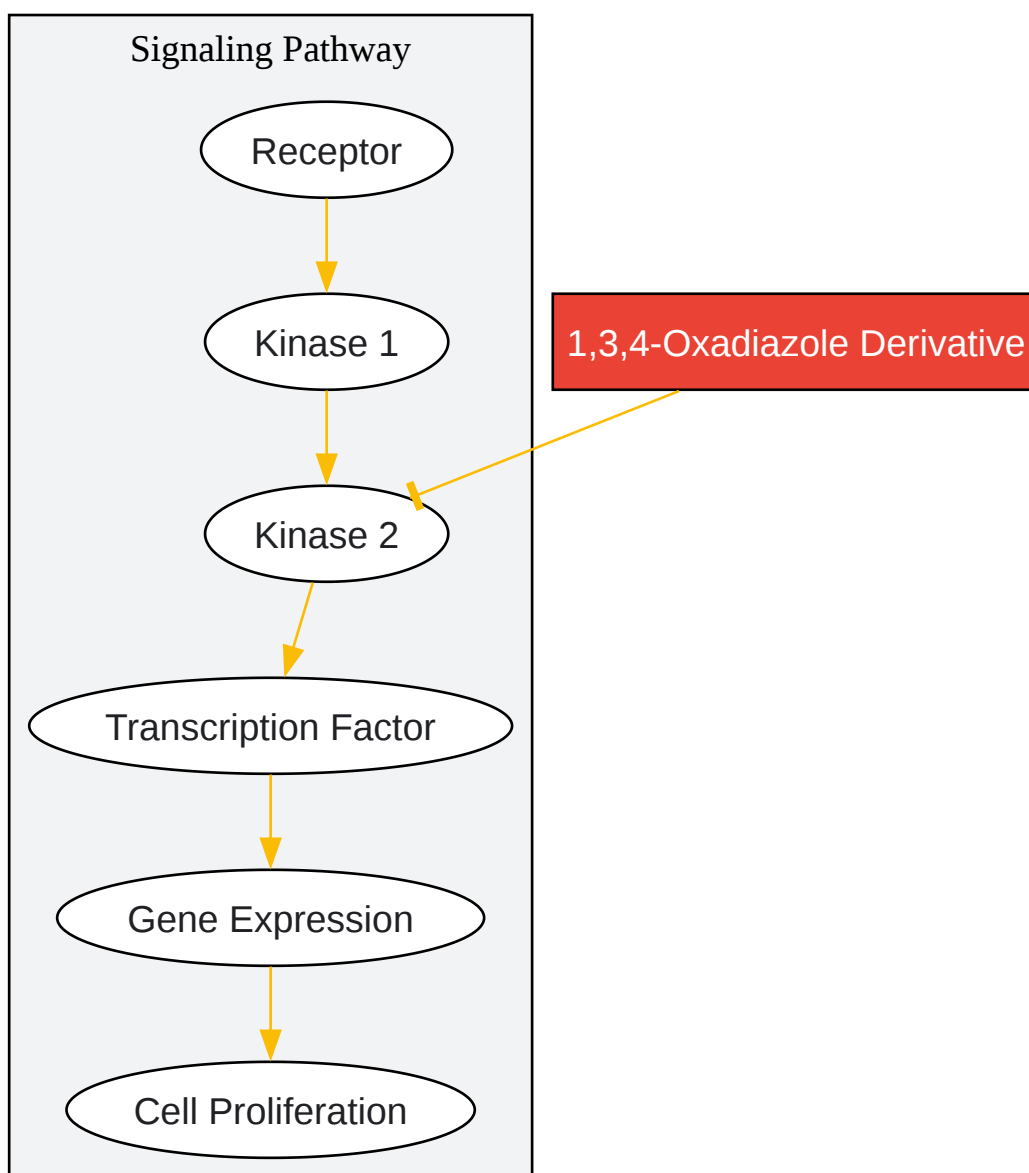 Signaling Pathway
Receptor
Kinase 1
1,3,4-Oxadiazole Derivative
Kinase 2
Transcription Factor
Gene Expression
Cell Proliferation